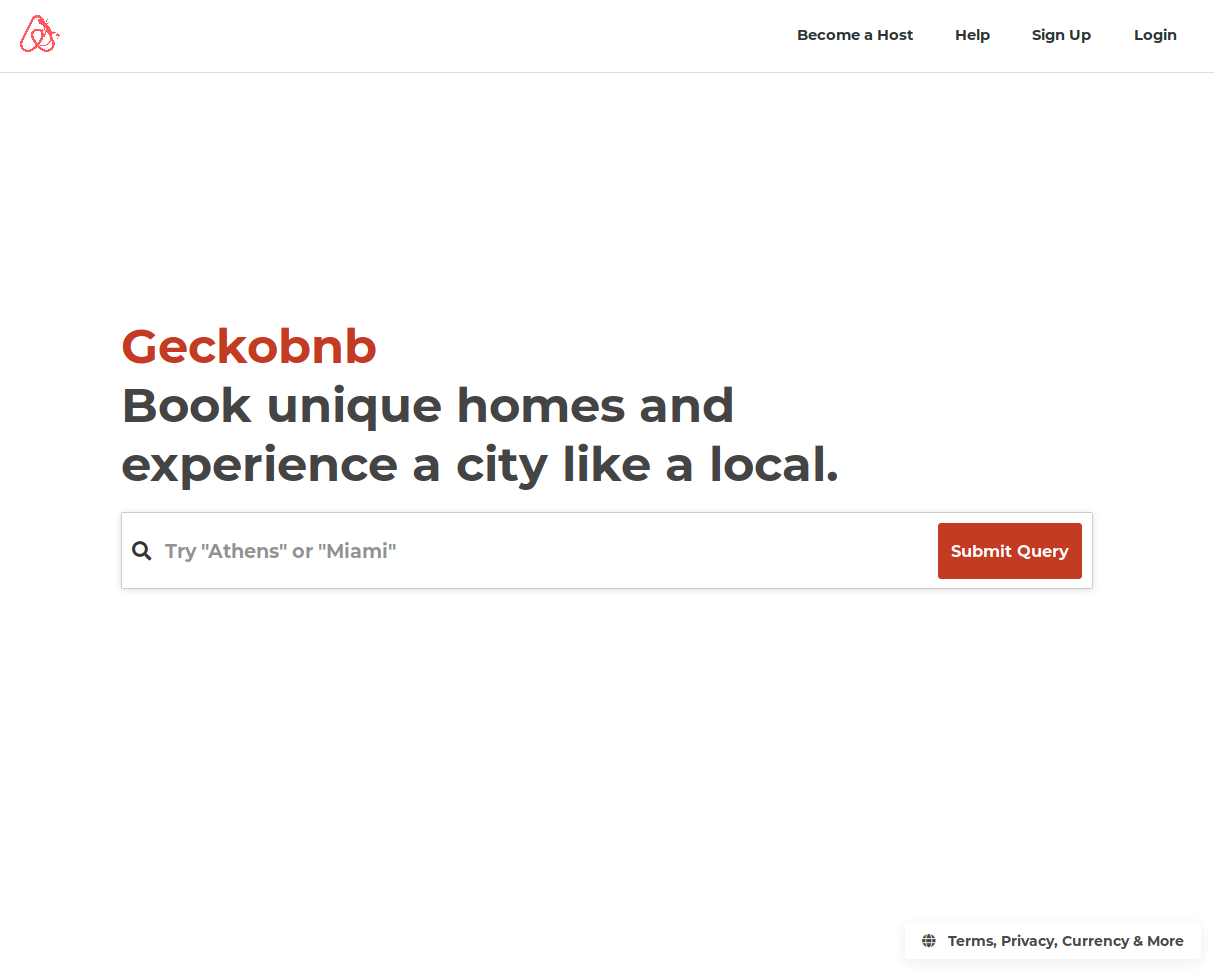 Become a Host Help Sign Up Login
Geckobnb
Book unique homes and
experience a city like a local.
Try "Athens" or "Miami" Submit Query
Terms, Privacy, Currency & More